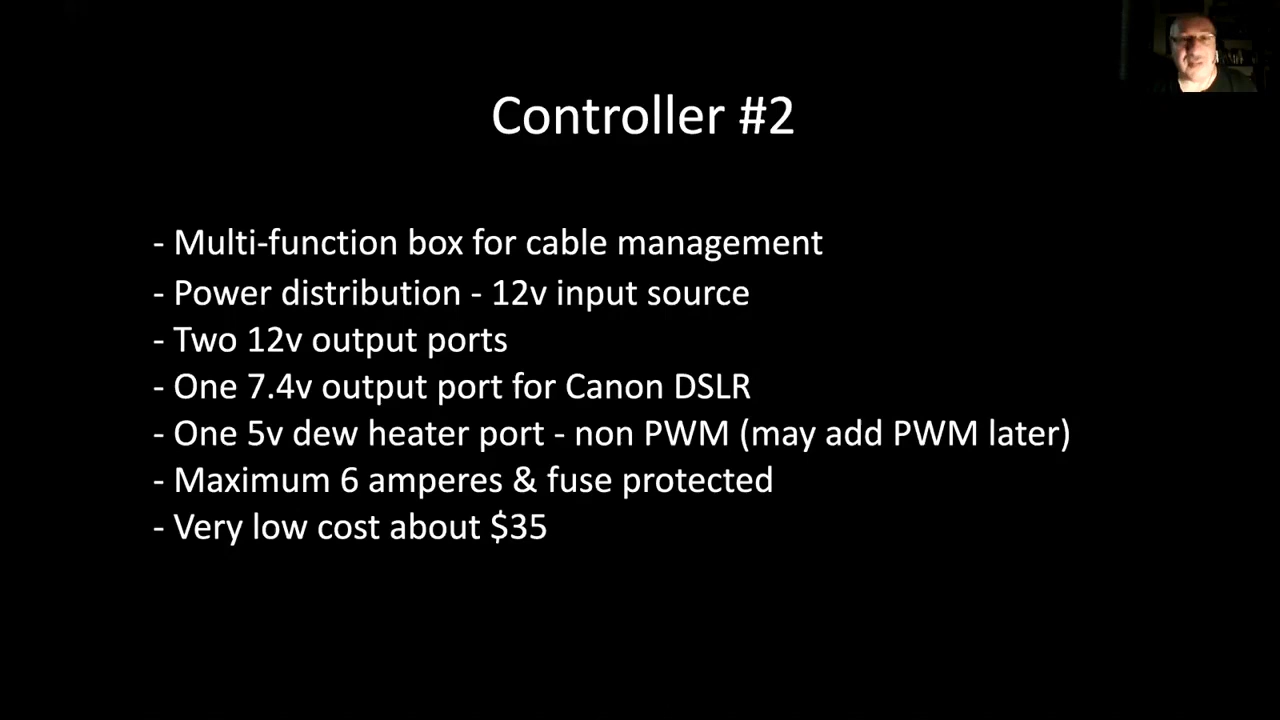 Controller #2
- Multi-function box for cable management
- Power distribution - 12v input source
- Two 12v output ports
- One 7.4v output port for Canon DSLR
- One 5v dew heater port - non PWM (may add PWM later)
- Maximum 6 amperes & fuse protected
- Very low cost about $35